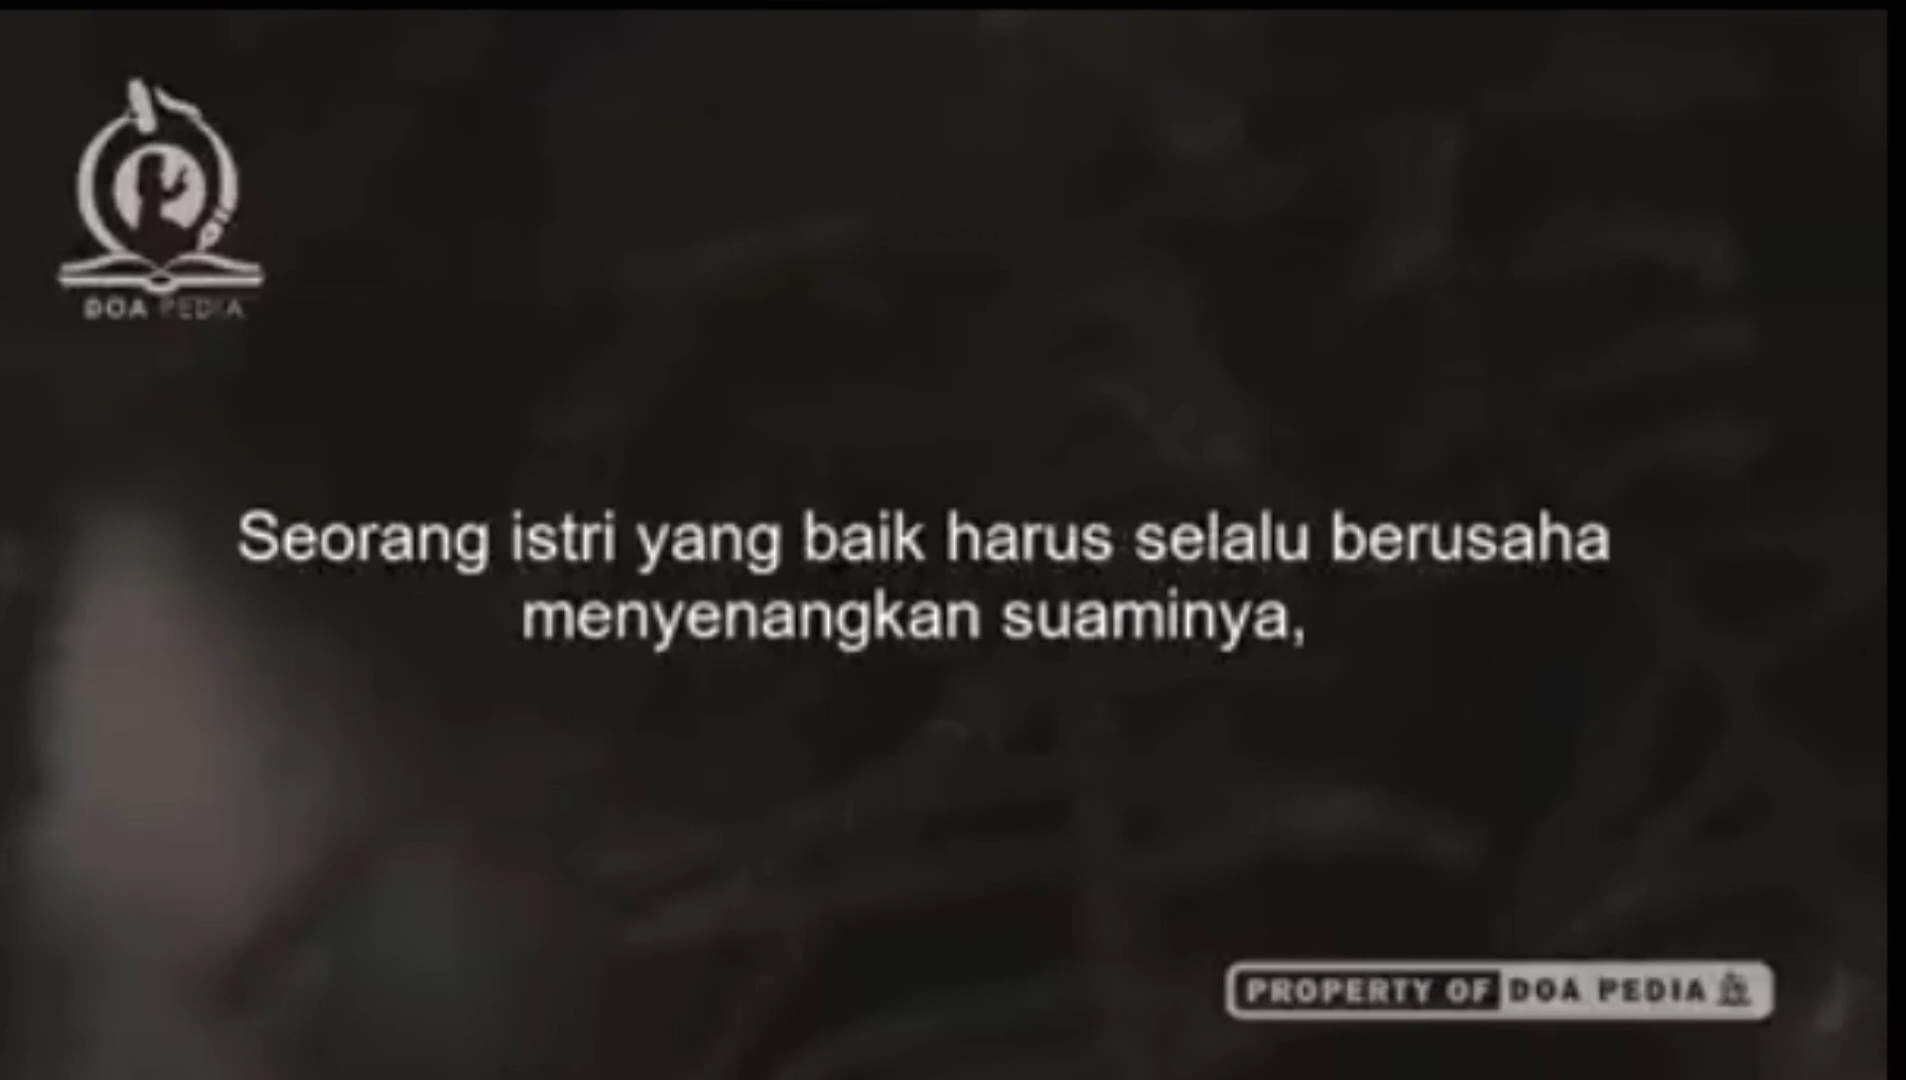 DOA PEDIA
Seorang istri yang baik harus selalu berusaha
menyenangkan suaminya,
PROPERTY OF DOA PEDIA